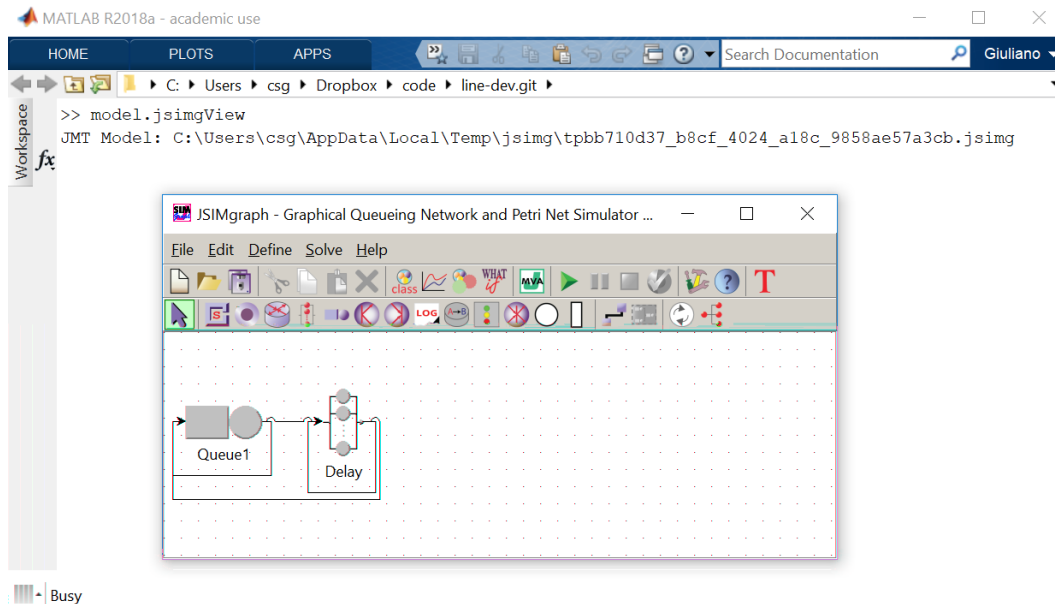 MATLAB R2018a - academic use
HOME PLOTS APPS Search Documentation Giuliano
C: Users csg Dropbox code line-dev.git
Workspace
fx
>> model.jsimgView
JMT Model: C:\Users\csg\AppData\Local\Temp\jsimg\tpbb710d37_b8cf_4024_a18c_9858ae57a3cb.jsimg
SIM JSIMgraph - Graphical Queueing Network and Petri Net Simulator ...
File Edit Define Solve Help
class WHAT IF MVA ? T
S LOG A→B
Queue1
Delay
Busy